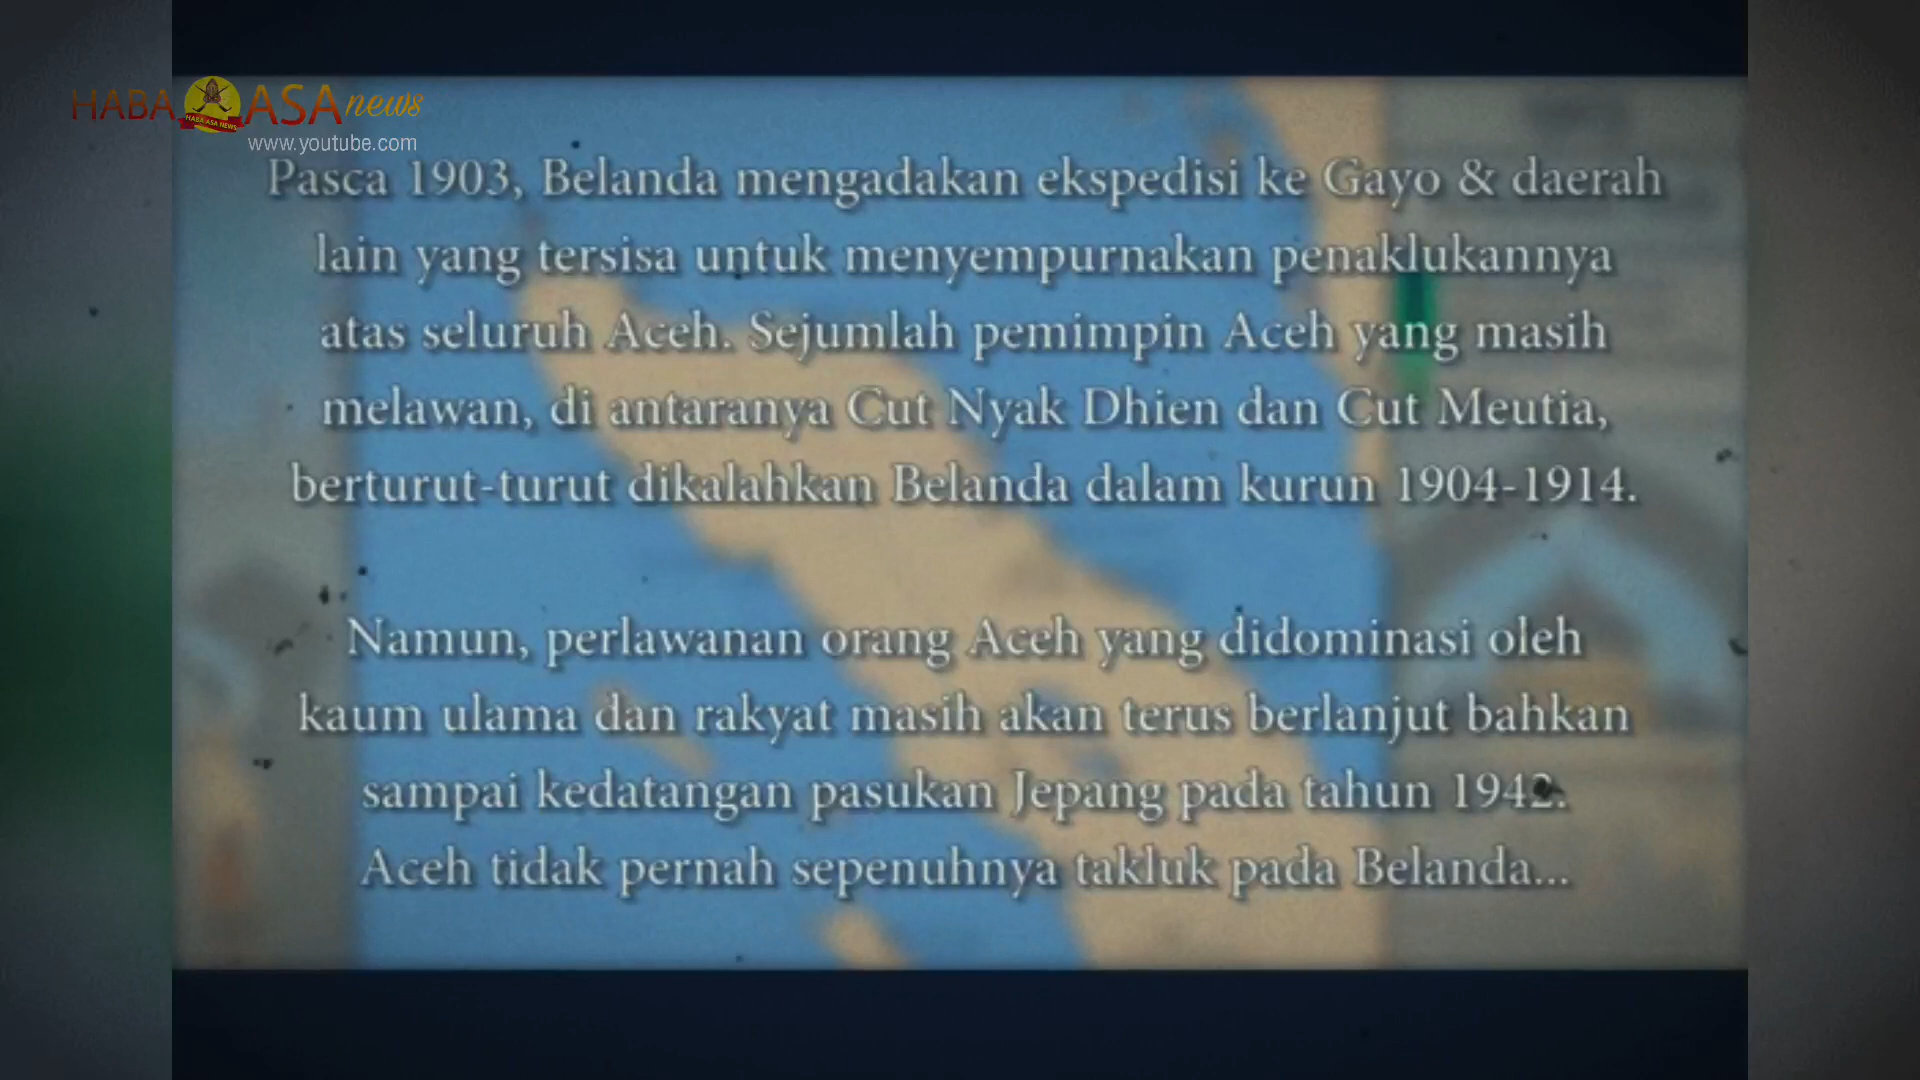 HABA ASA news
HABA ASA NEWS
www.youtube.com
Pasca 1903, Belanda mengadakan ekspedisi ke Gayo & daerah
lain yang tersisa untuk menyempurnakan penaklukannya
atas seluruh Aceh. Sejumlah pemimpin Aceh yang masih
melawan, di antaranya Cut Nyak Dhien dan Cut Meutia,
berturut-turut dikalahkan Belanda dalam kurun 1904-1914.
Namun, perlawanan orang Aceh yang didominasi oleh
kaum ulama dan rakyat masih akan terus berlanjut bahkan
sampai kedatangan pasukan Jepang pada tahun 1942.
Aceh tidak pernah sepenuhnya takluk pada Belanda...